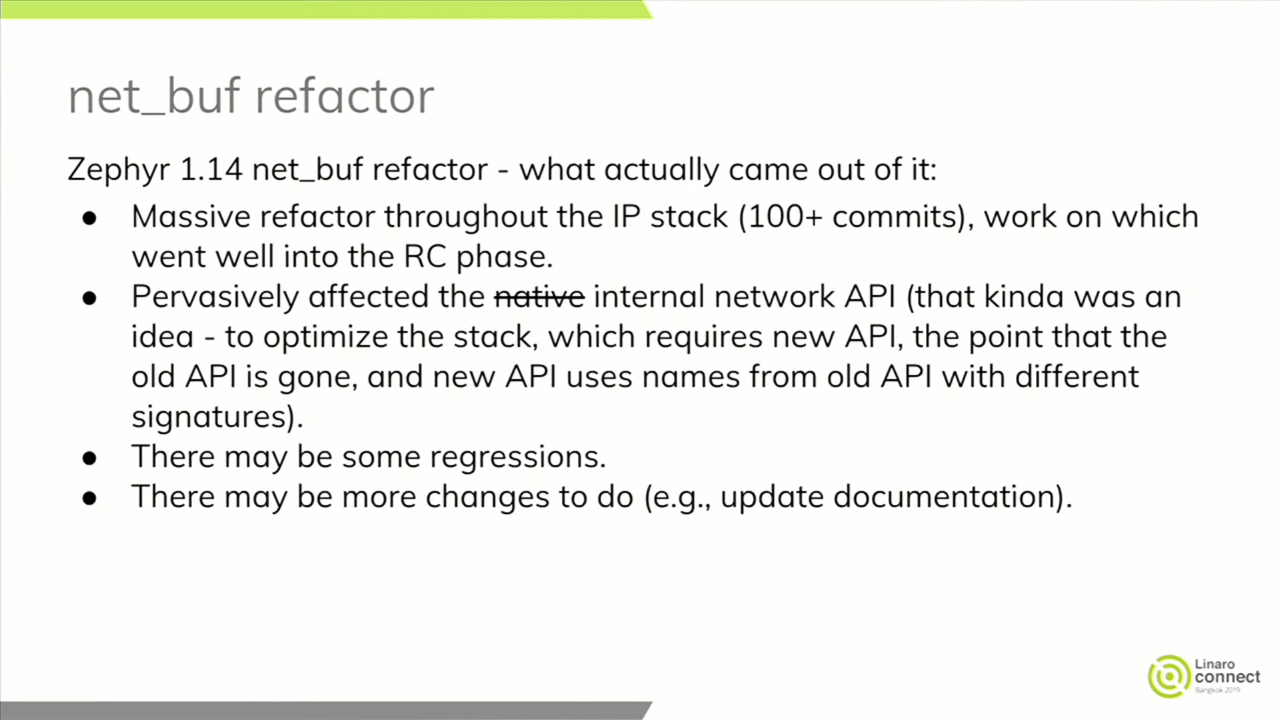 net_buf refactor
Zephyr 1.14 net_buf refactor - what actually came out of it:
● Massive refactor throughout the IP stack (100+ commits), work on which
went well into the RC phase.
● Pervasively affected the native internal network API (that kinda was an
idea - to optimize the stack, which requires new API, the point that the
old API is gone, and new API uses names from old API with different
signatures).
● There may be some regressions.
● There may be more changes to do (e.g., update documentation).
Linaro
connect
Bangkok 2019